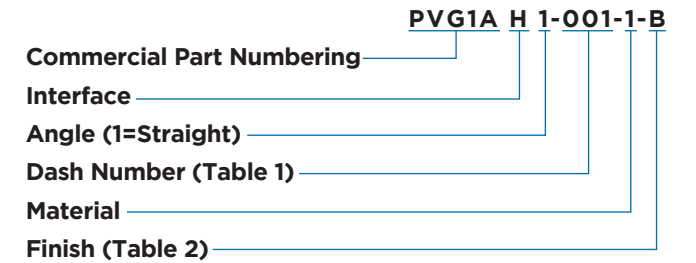 PVG1A H 1-001-1-B
Commercial Part Numbering
Interface
Angle (1=Straight)
Dash Number (Table 1)
Material
Finish (Table 2)